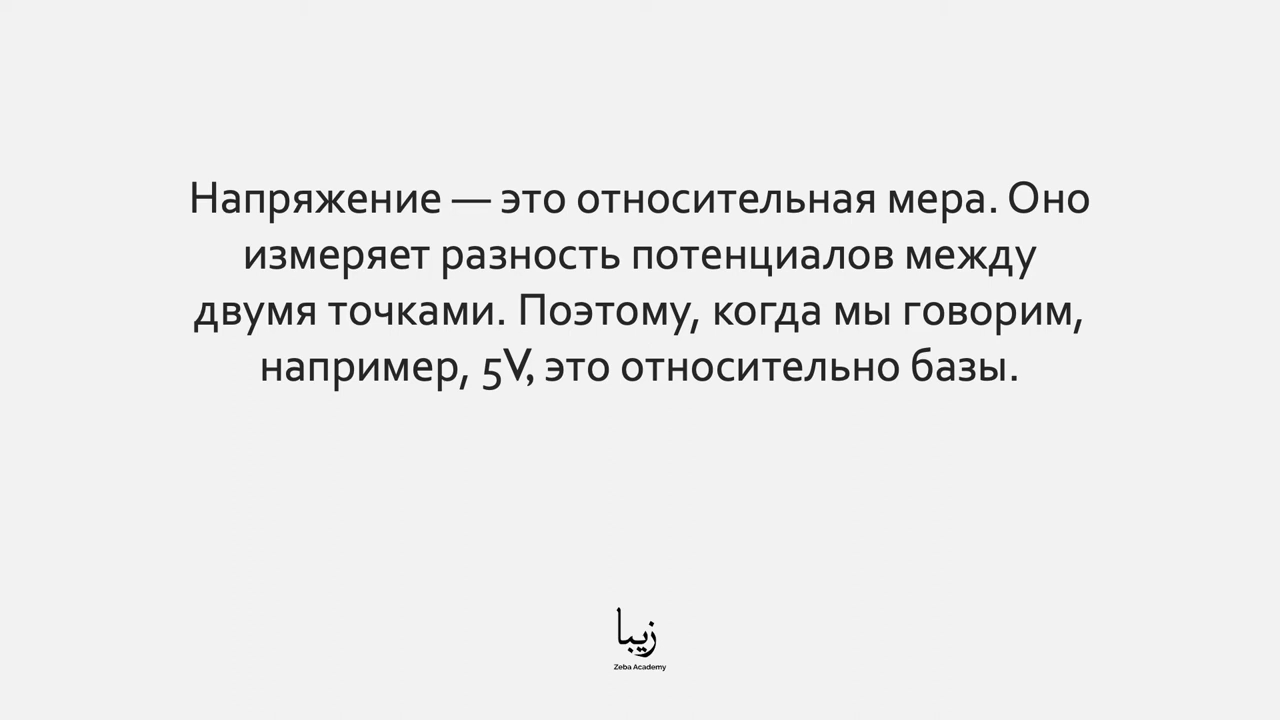 Напряжение — это относительная мера. Оно
измеряет разность потенциалов между
двумя точками. Поэтому, когда мы говорим,
например, 5V, это относительно базы.
زیبا
Zeba Academy